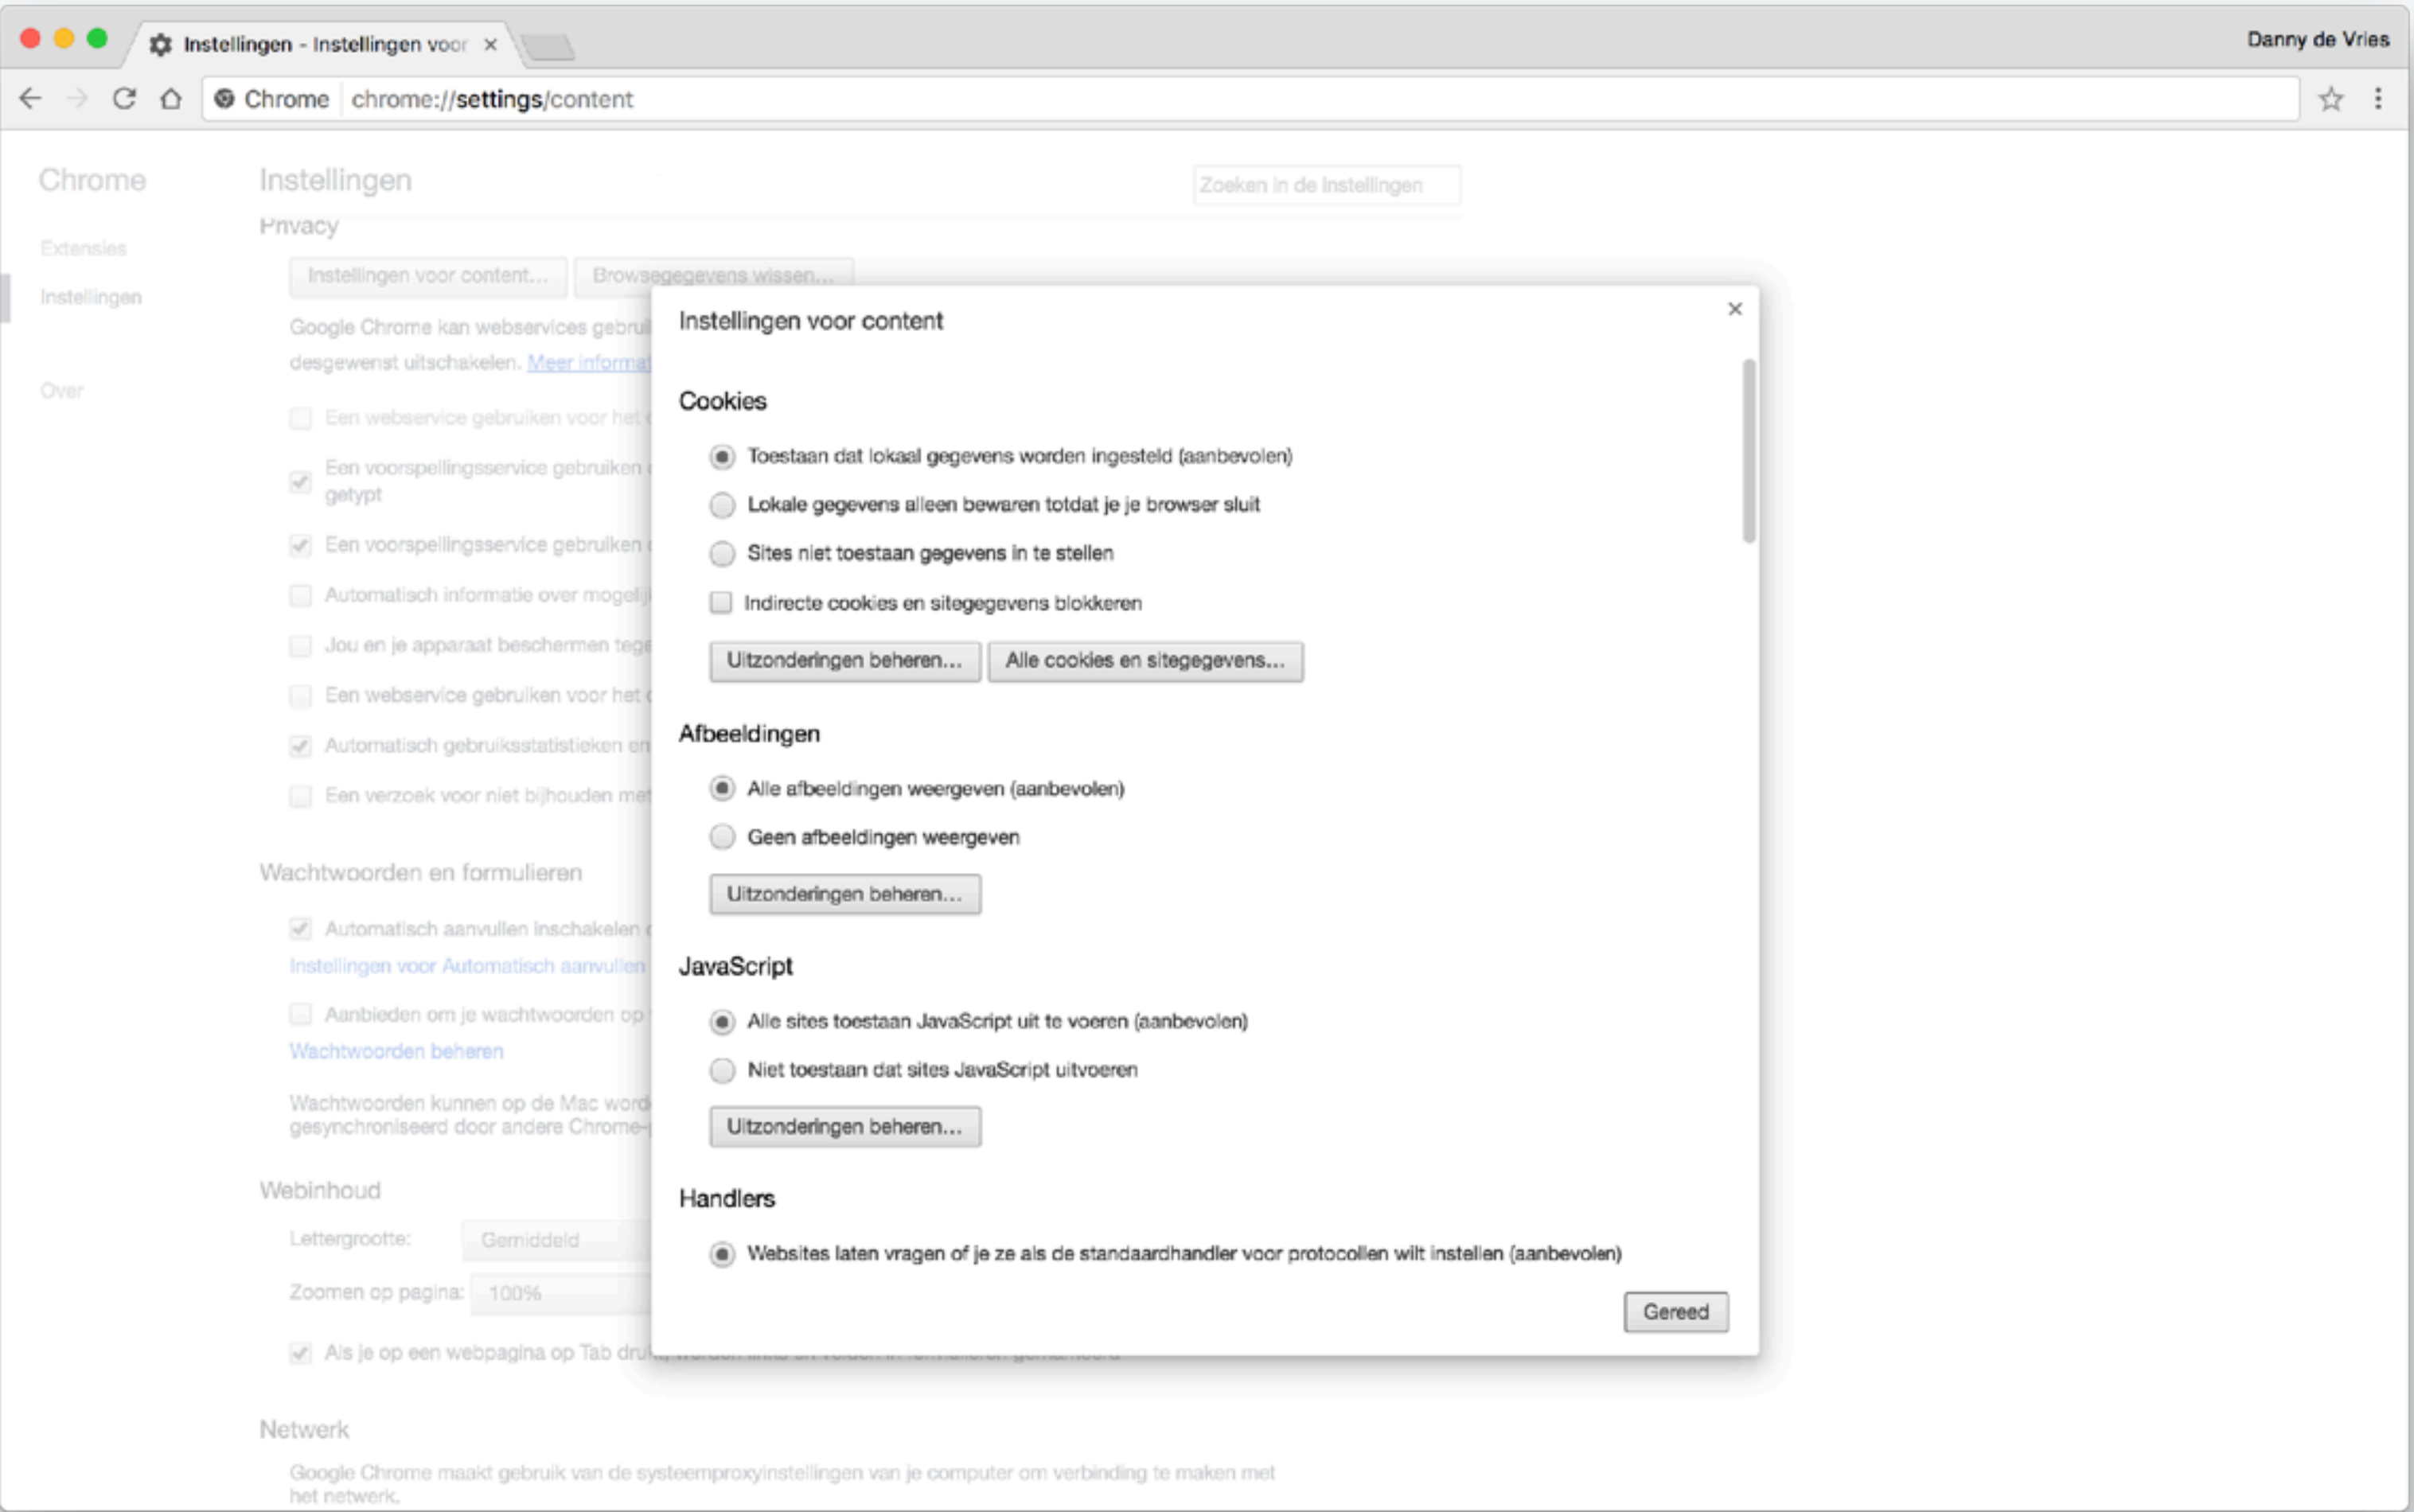 Instellingen - Instellingen voor
Danny de Vries
Chrome chrome://settings/content
Chrome
Extensies
Instellingen
Over
Instellingen
Zoeken in de instellingen
Privacy
Instellingen voor content... Browsegegevens wissen...
Google Chrome kan webservices
desgewenst uitschakelen. Meer
Een webservice gebruiken voor het
Een voorspellingsservice gebruiken
getypt
Een voorspellingsservice gebruiken
Automatisch informatie over
Jou en je apparaat beschermen
Een webservice gebruiken voor het
Automatisch gebruiksstatistieken en
Een verzoek voor niet bijhouden
Wachtwoorden en formulieren
Automatisch aanvullen inschakelen
Instellingen voor Automatisch aanvullen
Aanbieden om je wachtwoorden op
Wachtwoorden beheren
Wachtwoorden kunnen op de Mac
gesynchroniseerd door andere
Webinhoud
Lettergrootte: Gemiddeld
Zoomen op pagina: 100%
Als je op een webpagina op Tab
Netwerk
Google Chrome maakt gebruik van de systeemproxyinstellingen van je computer om verbinding te maken met
het netwerk.
Instellingen voor content
Cookies
Toestaan dat lokaal gegevens worden ingesteld (aanbevolen)
Lokale gegevens alleen bewaren totdat je je browser sluit
Sites niet toestaan gegevens in te stellen
Indirecte cookies en sitegegevens blokkeren
Uitzonderingen beheren... Alle cookies en sitegegevens...
Afbeeldingen
Alle afbeeldingen weergeven (aanbevolen)
Geen afbeeldingen weergeven
Uitzonderingen beheren...
JavaScript
Alle sites toestaan JavaScript uit te voeren (aanbevolen)
Niet toestaan dat sites JavaScript uitvoeren
Uitzonderingen beheren...
Handlers
Websites laten vragen of je ze als de standaardhandler voor protocollen wilt instellen (aanbevolen)
Gereed